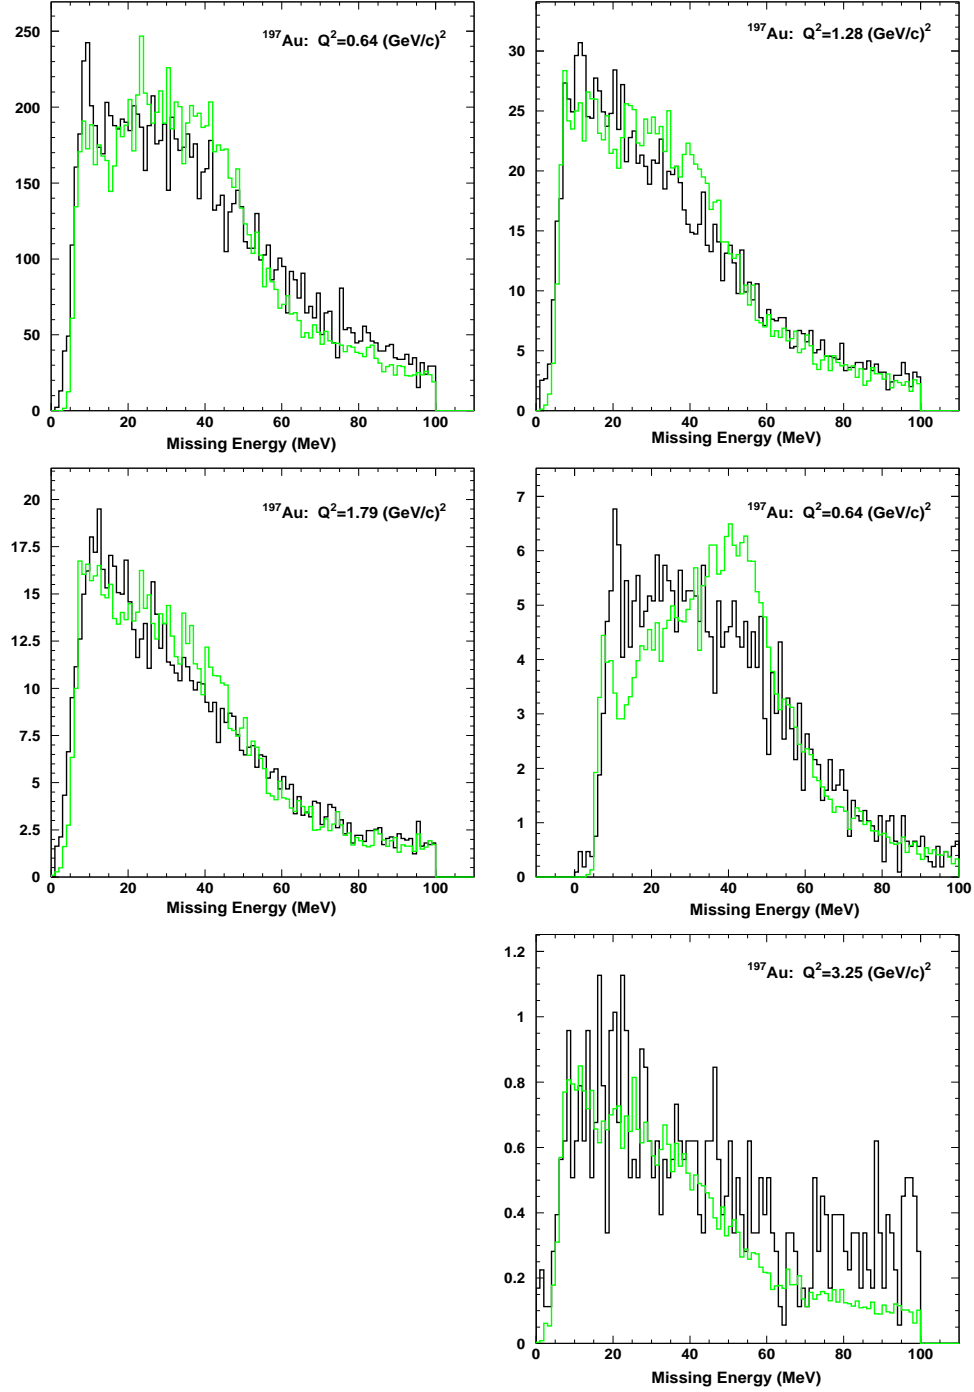 ¹⁹⁷Au: Q²=0.64 (GeV/c)²
250
200
150
100
50
0
0 20 40 60 80 100
Missing Energy (MeV)
¹⁹⁷Au: Q²=1.28 (GeV/c)²
30
25
20
15
10
5
0
0 20 40 60 80 100
Missing Energy (MeV)
¹⁹⁷Au: Q²=1.79 (GeV/c)²
20
17.5
15
12.5
10
7.5
5
2.5
0
0 20 40 60 80 100
Missing Energy (MeV)
¹⁹⁷Au: Q²=0.64 (GeV/c)²
7
6
5
4
3
2
1
0
0 20 40 60 80 100
Missing Energy (MeV)
¹⁹⁷Au: Q²=3.25 (GeV/c)²
1.2
1
0.8
0.6
0.4
0.2
0
0 20 40 60 80 100
Missing Energy (MeV)